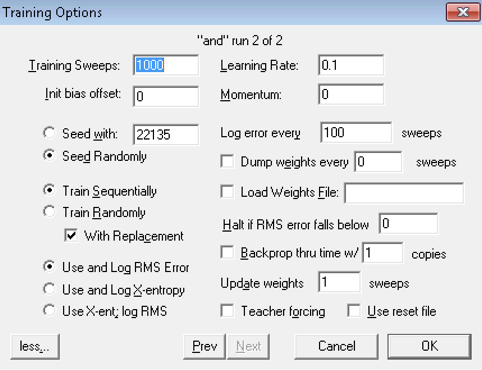 Training Options
"and" run 2 of 2
Training Sweeps: 1000 Learning Rate: 0.1
Init bias offset: 0 Momentum: 0
Seed with: 22135 Log error every 100 sweeps
Seed Randomly Dump weights every 0 sweeps
Train Sequentially Load Weights File:
Train Randomly Halt if RMS error falls below 0
With Replacement Backprop thru time w/ 1 copies
Use and Log RMS Error Update weights 1 sweeps
Use and Log X-entropy
Use X-ent; log RMS Teacher forcing Use reset file
less... Prev Next Cancel OK